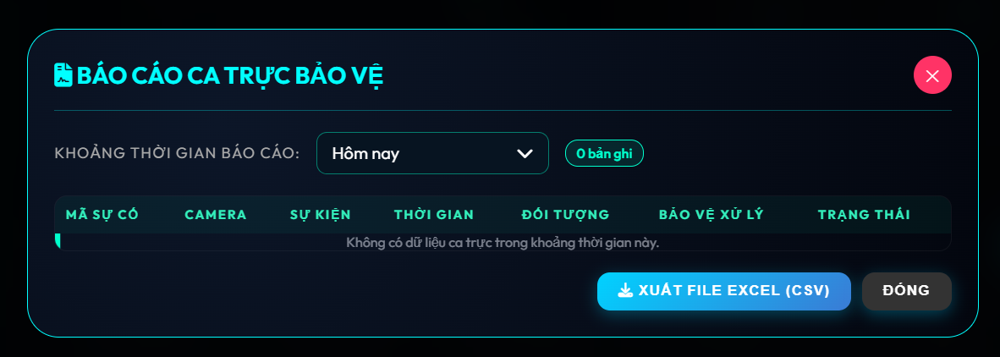 BÁO CÁO CA TRỰC BẢO VỆ
KHOẢNG THỜI GIAN BÁO CÁO: Hôm nay 0 bản ghi
MÃ SỰ CỐ CAMERA SỰ KIỆN THỜI GIAN ĐỐI TƯỢNG BẢO VỆ XỬ LÝ TRẠNG THÁI
Không có dữ liệu ca trực trong khoảng thời gian này.
XUẤT FILE EXCEL (CSV) ĐÓNG